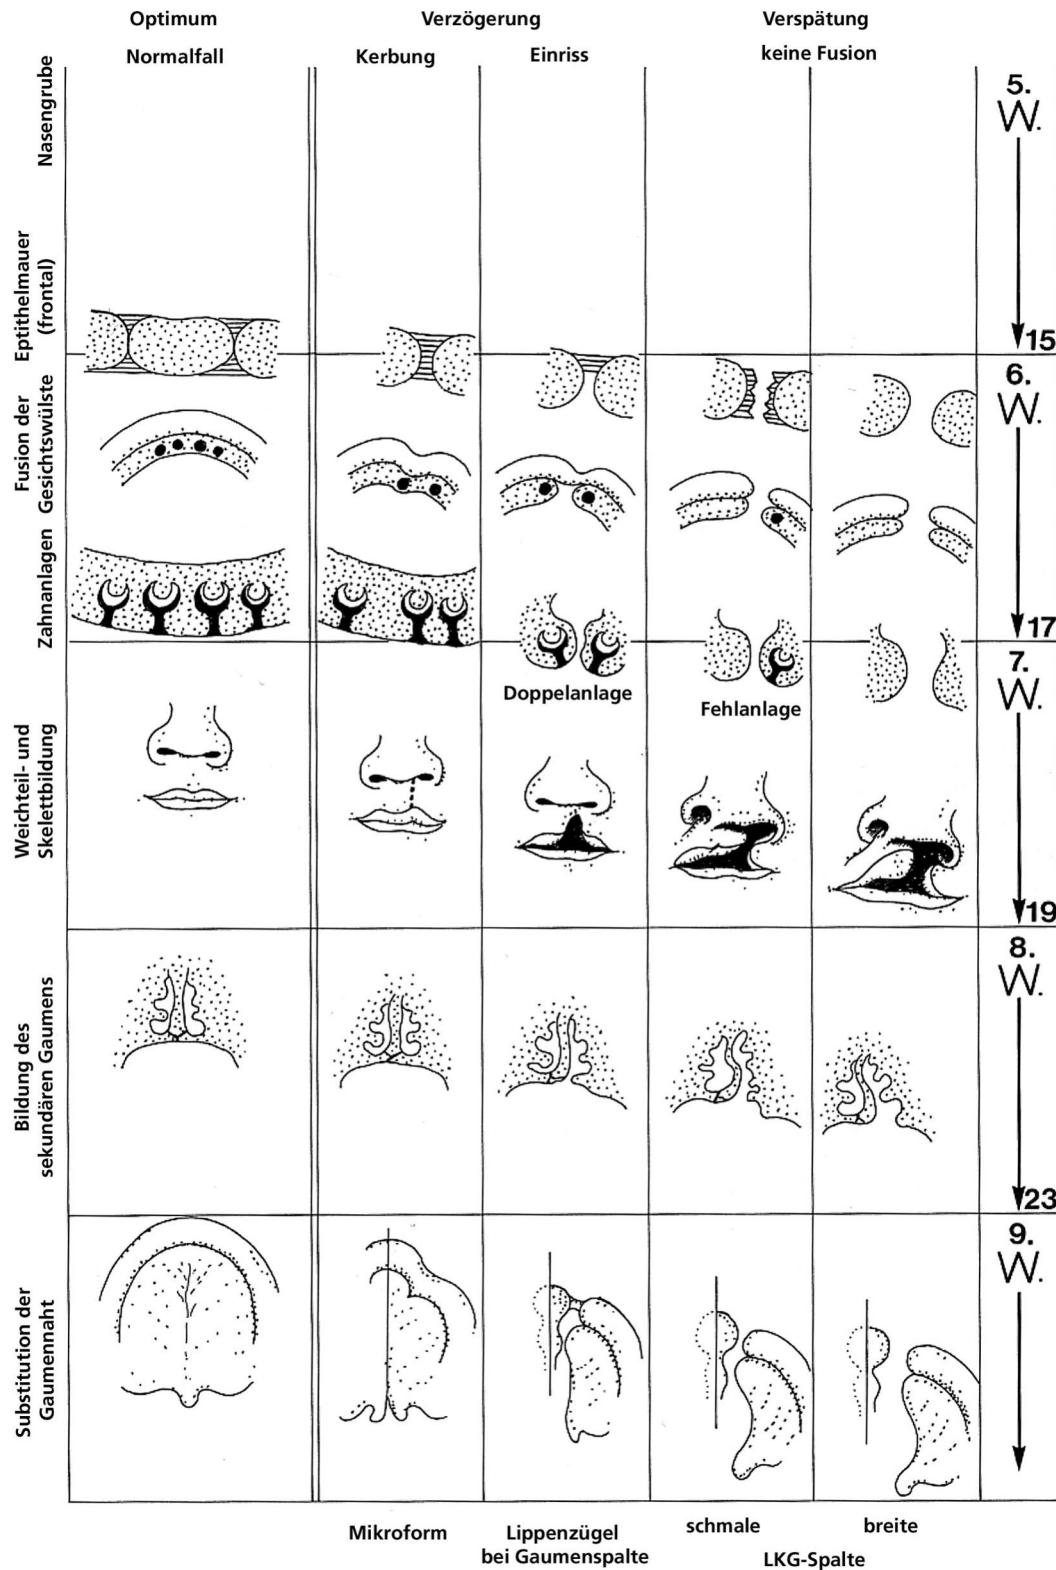 Optimum
Verzögerung
Verspätung
Normalfall
Kerbung
Einriss
keine Fusion
Nasengrube
5.
W.
Eptithelmauer
(frontal)
15
6.
W.
Fusion der
Gesichtswülste
Zahnanlagen
17
7.
W.
Doppelanlage
Fehlanlage
Weichteil- und
Skelettbildung
19
8.
W.
Bildung des
sekundären Gaumens
23
9.
W.
Substitution der
Gaumennaht
Mikroform
Lippenzügel
bei Gaumenspalte
schmale
breite
LKG-Spalte